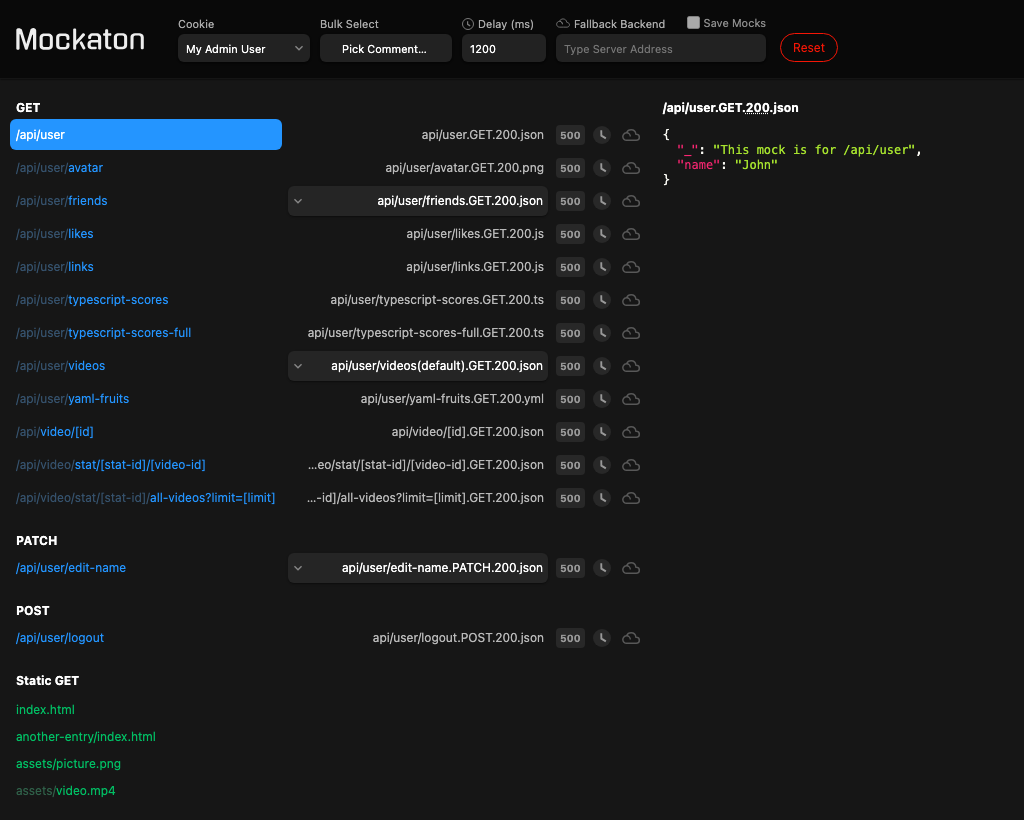 Mockaton
Cookie
My Admin User
Bulk Select
Pick Comment...
Delay (ms)
1200
Fallback Backend
Type Server Address
Save Mocks
Reset
GET
/api/user api/user.GET.200.json 500
/api/user/avatar api/user/avatar.GET.200.png 500
/api/user/friends api/user/friends.GET.200.json 500
/api/user/likes api/user/likes.GET.200.js 500
/api/user/links api/user/links.GET.200.js 500
/api/user/typescript-scores api/user/typescript-scores.GET.200.ts 500
/api/user/typescript-scores-full api/user/typescript-scores-full.GET.200.ts 500
/api/user/videos api/user/videos(default).GET.200.json 500
/api/user/yaml-fruits api/user/yaml-fruits.GET.200.yml 500
/api/video/[id] api/video/[id].GET.200.json 500
/api/video/stat/[stat-id]/[video-id] ...eo/stat/[stat-id]/[video-id].GET.200.json 500
/api/video/stat/[stat-id]/all-videos?limit=[limit] ...-id]/all-videos?limit=[limit].GET.200.json 500
PATCH
/api/user/edit-name api/user/edit-name.PATCH.200.json 500
POST
/api/user/logout api/user/logout.POST.200.json 500
Static GET
index.html
another-entry/index.html
assets/picture.png
assets/video.mp4
/api/user.GET.200.json
{
"_": "This mock is for /api/user",
"name": "John"
}